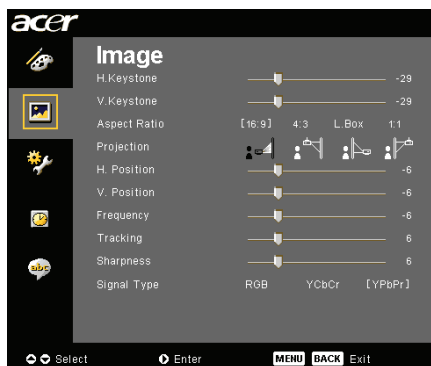 acer
Image
H.Keystone -29
V.Keystone -29
Aspect Ratio [16:9] 4:3 L.Box 1:1
Projection
H. Position -6
V. Position -6
Frequency -6
Tracking 6
Sharpness 6
Signal Type RGB YCbCr [YPbPr]
abc
Select Enter MENU BACK Exit